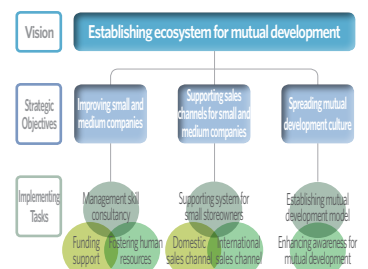 Vision
Establishing ecosystem for mutual development
Strategic
Objectives
Improving small and
medium companies
Supporting sales
channels for small and
medium companies
Spreading mutual
development culture
Implementing
Tasks
Management skill
consultancy
Funding
support
Fostering human
resources
Supporting system for
small storeowners
Domestic
sales channel
International
sales channel
Establishing mutual
development model
Enhancing awareness for
mutual development